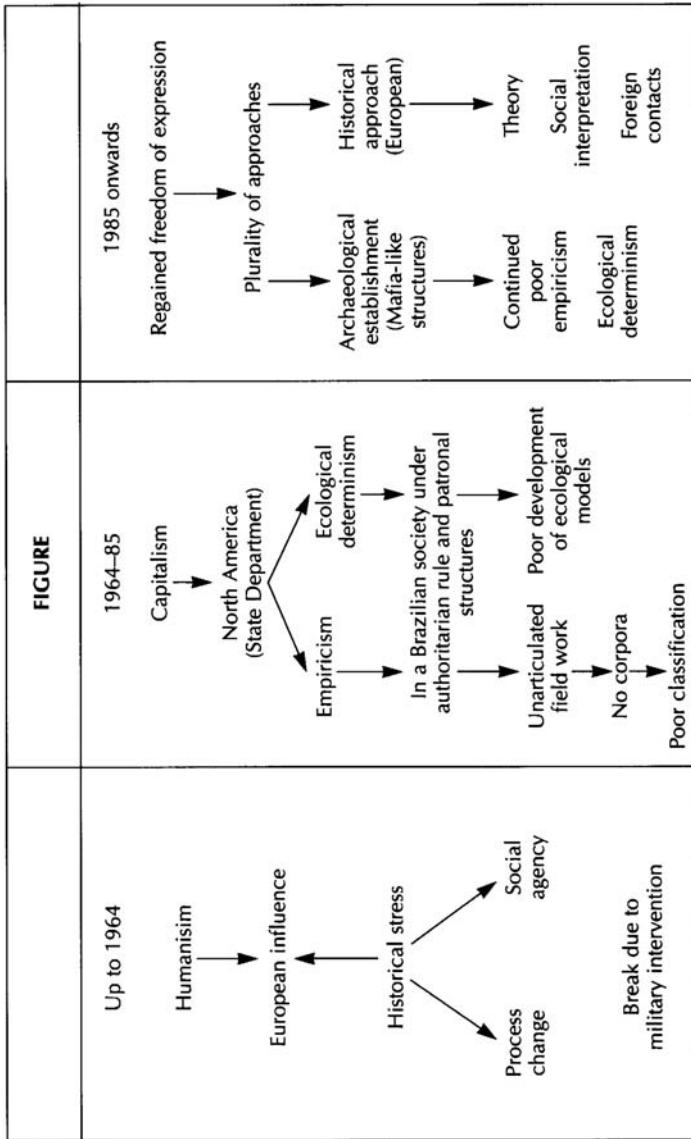 FIGURE
Up to 1964
Humanisim
European influence
Historical stress
Process
change
Social
agency
Break due to
military intervention
1964–85
Capitalism
North America
(State Department)
Empiricism
Ecological
determinism
In a Brazilian society under
authoritarian rule and patronal
structures
Unarticulated
field work
No corpora
Poor classification
Poor development
of ecological
models
1985 onwards
Regained freedom of expression
Plurality of approaches
Archaeological
establishment
(Mafia-like
structures)
Continued
poor
empiricism
Ecological
determinism
Historical
approach
(European)
Theory
Social
interpretation
Foreign
contacts